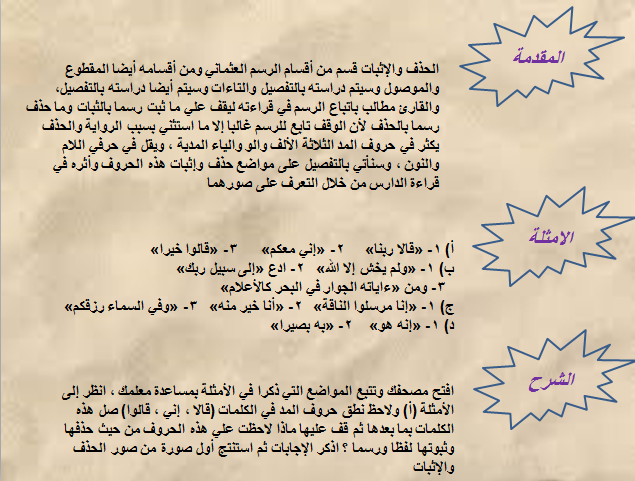 المقدمة
الحذف والإثبات قسم من أقسام الرسم العثماني ومن أقسامه أيضا المقطوع
والموصول وسيتم دراسته بالتفصيل والتاءات وسيتم أيضا دراسته بالتفصيل،
والقارئ مطالب باتباع الرسم في قراءته ليقف علي ما ثبت رسما بالثبات وما حذف
رسما بالحذف لأن الوقف تابع للرسم غالبا إلا ما استثني بسبب الرواية والحذف
يكثر في حروف المد الثلاثة الألف والو والياء المدية ، ويقل في حرفي اللام
والنون ، وسنأتي بالتفصيل على مواضع حذف وإثبات هذه الحروف وأثره في
قراءة الدارس من خلال التعرف على صورهما
الامثلة
أ) ١- «قالا ربنا» ٢- «إني معكم» ٣- «قالوا خيرا»
ب) ١- «ولم يخش إلا الله» ٢- ادع «إلى سبيل ربك»
٣- ومن «ءاياته الجوار في البحر كالأعلام»
ج) ١- «إنا مرسلوا الناقة» ٢- «أنا خير منه» ٣- «وفي السماء رزقكم»
د) ١- «إنه هو» ٢- «به بصيرا»
الشرح
افتح مصحفك وتتبع المواضع التي ذكرا في الأمثلة بمساعدة معلمك ، انظر إلى
الأمثلة (أ) ولاحظ نطق حروف المد في الكلمات (قالا ، إني ، قالوا) صل هذه
الكلمات بما بعدها ثم قف عليها ماذا لاحظت علي هذه الحروف من حيث حذفها
وثبوتها لفظا ورسما ؟ اذكر الإجابات ثم استنتج أول صورة من صور الحذف
والإثبات